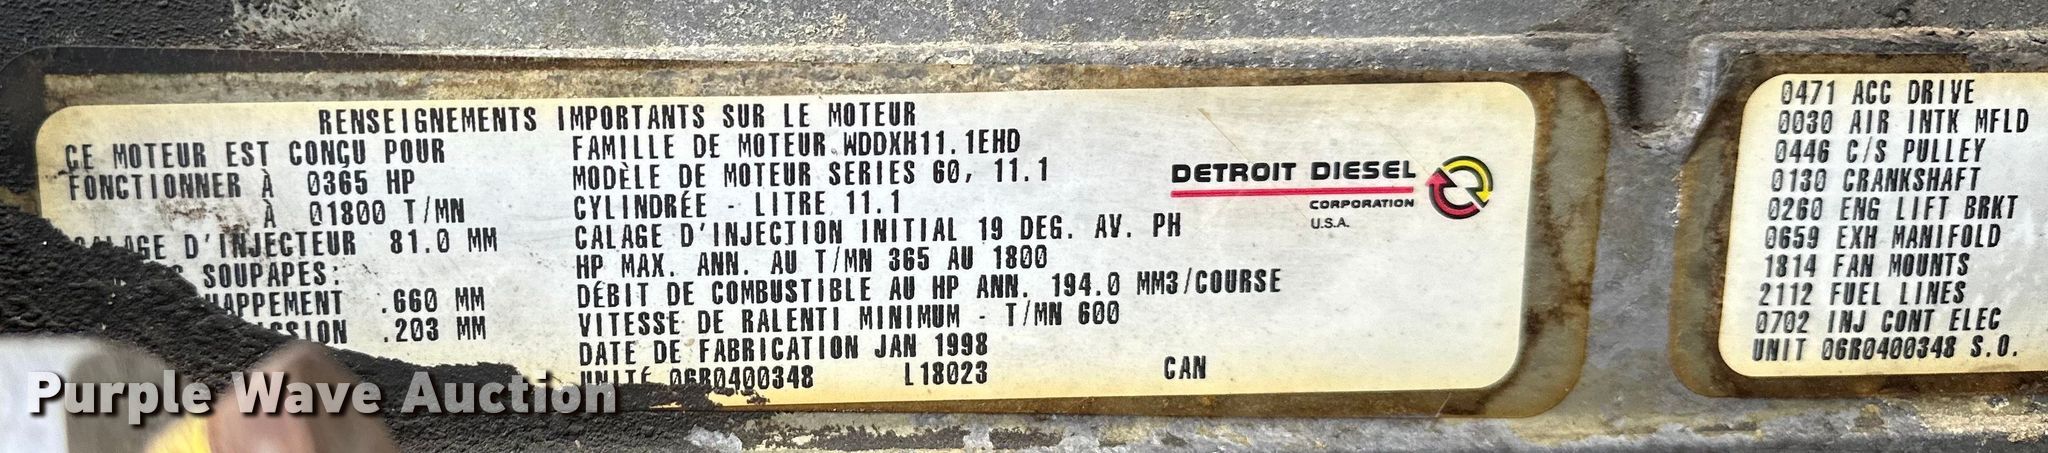 RENSEIGNEMENTS IMPORTANTS SUR LE MOTEUR
CE MOTEUR EST CONÇU POUR
FONCTIONNER À 0365 HP
À 01800 T/MN
D'INJECTEUR 81.0 MM
SOUPAPES:
.660 MM
.203 MM
FAMILLE DE MOTEUR WDDXH11.1EHD
MODÈLE DE MOTEUR SERIES 60, 11.1
CYLINDRÉE - LITRE 11.1
CALAGE D'INJECTION INITIAL 19 DEG. AV. PH
HP MAX. ANN. AU T/MN 365 AU 1800
DÉBIT DE COMBUSTIBLE AU HP ANN. 194.0 MM3/COURSE
VITESSE DE RALENTI MINIMUM - T/MN 600
DATE DE FABRICATION JAN 1998
UNITÉ 06R0400348 L18023 CAN
DETROIT DIESEL
CORPORATION
U.S.A.
0471 ACC DRIVE
0030 AIR INTK MFLD
0446 C/S PULLEY
0130 CRANKSHAFT
0260 ENG LIFT BRKT
0659 EXH MANIFOLD
1814 FAN MOUNTS
2112 FUEL LINES
0702 INJ CONT ELEC
UNIT 06R0400348 S.O.
Purple Wave Auction